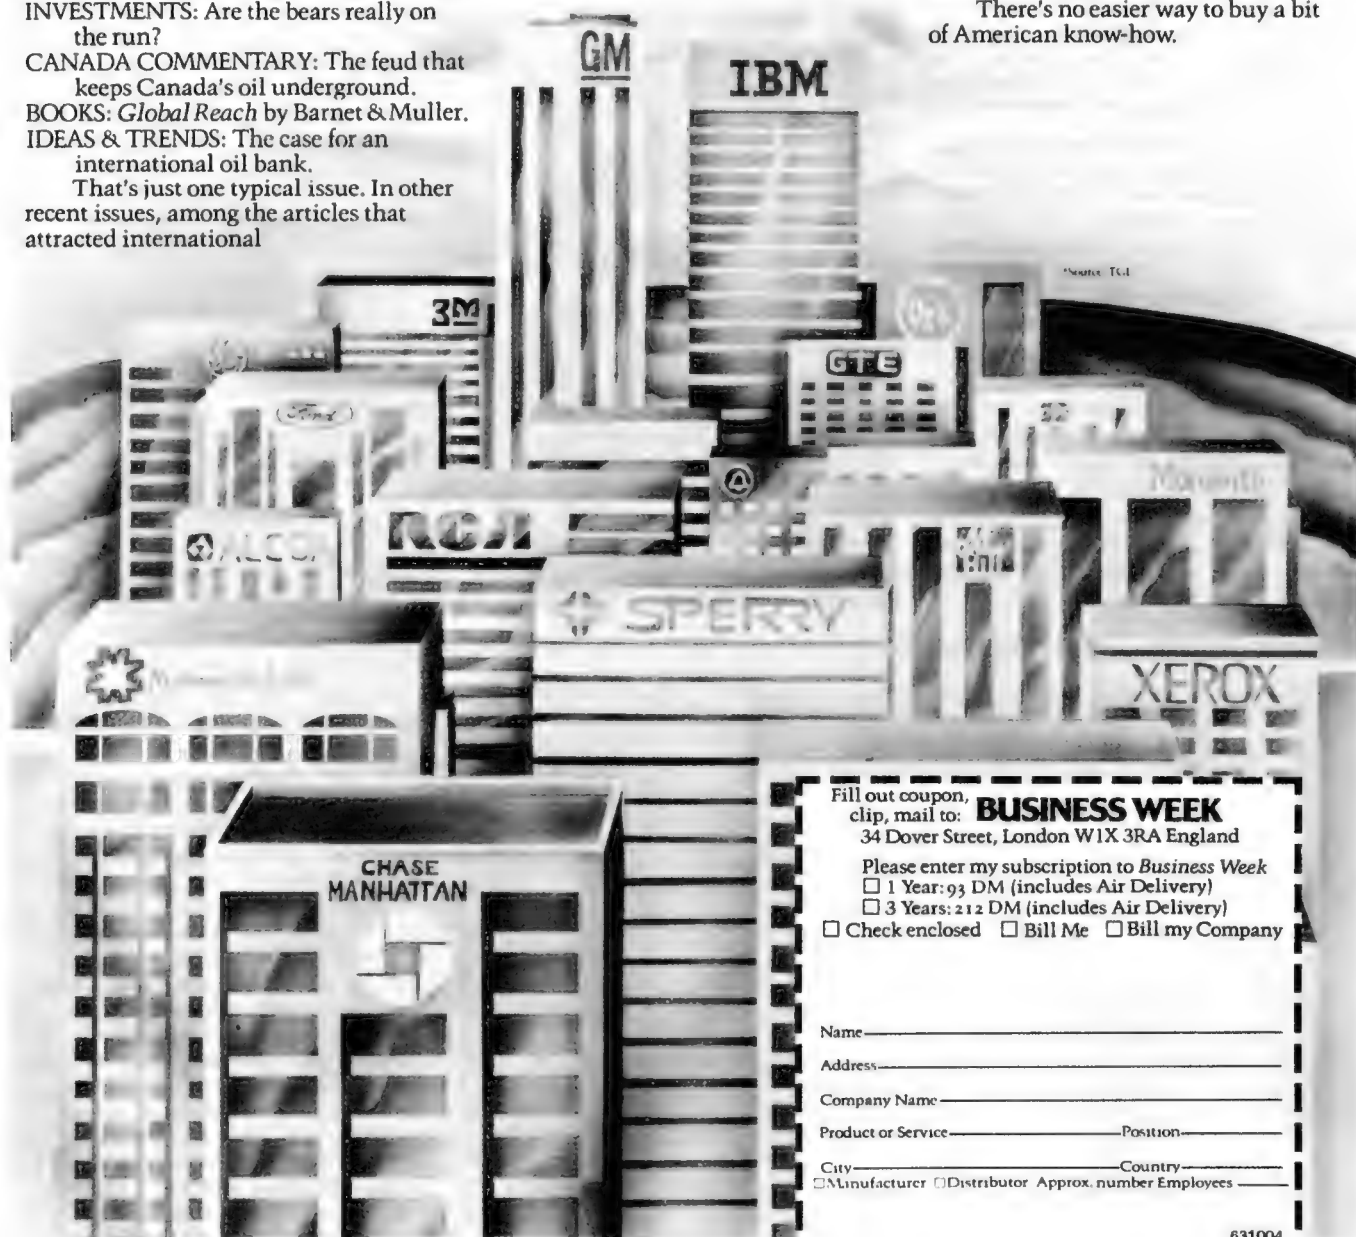 INVESTMENTS: Are the bears really on
the run?
CANADA COMMENTARY: The feud that
keeps Canada's oil underground.
BOOKS: Global Reach by Barnet & Muller.
IDEAS & TRENDS: The case for an
international oil bank.
That's just one typical issue. In other
recent issues, among the articles that
attracted international
There's no easier way to buy a bit
of American know-how.
*Source: TGI
GM
IBM
3M
GTE
Ford
ALCOA
RCA
SPERRY
Monsanto
XEROX
CHASE
MANHATTAN
Fill out coupon,
clip, mail to: BUSINESS WEEK
34 Dover Street, London W1X 3RA England
Please enter my subscription to Business Week
☐ 1 Year: 93 DM (includes Air Delivery)
☐ 3 Years: 212 DM (includes Air Delivery)
☐ Check enclosed ☐ Bill Me ☐ Bill my Company
Name
Address
Company Name
Product or Service Position
City Country
☐ Manufacturer ☐ Distributor Approx. number Employees
631004